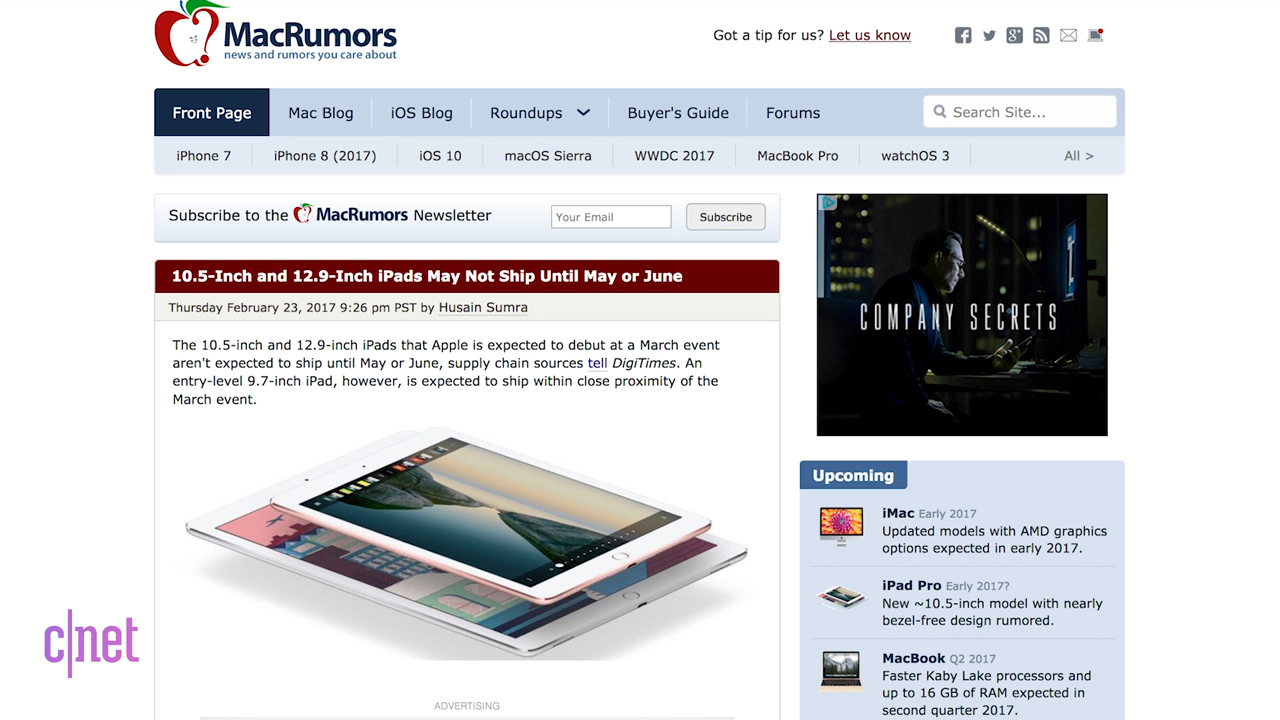 MacRumors
news and rumors you care about
Got a tip for us? Let us know
Front Page
Mac Blog
iOS Blog
Roundups
Buyer's Guide
Forums
Search Site...
iPhone 7
iPhone 8 (2017)
iOS 10
macOS Sierra
WWDC 2017
MacBook Pro
watchOS 3
All >
Subscribe to the MacRumors Newsletter
Your Email
Subscribe
10.5-Inch and 12.9-Inch iPads May Not Ship Until May or June
Thursday February 23, 2017 9:26 pm PST by Husain Sumra
The 10.5-inch and 12.9-inch iPads that Apple is expected to debut at a March event
aren't expected to ship until May or June, supply chain sources tell DigiTimes. An
entry-level 9.7-inch iPad, however, is expected to ship within close proximity of the
March event.
ADVERTISING
COMPANY SECRETS
Upcoming
iMac Early 2017
Updated models with AMD graphics
options expected in early 2017.
iPad Pro Early 2017?
New ~10.5-inch model with nearly
bezel-free design rumored.
MacBook Q2 2017
Faster Kaby Lake processors and
up to 16 GB of RAM expected in
second quarter 2017.
c|net